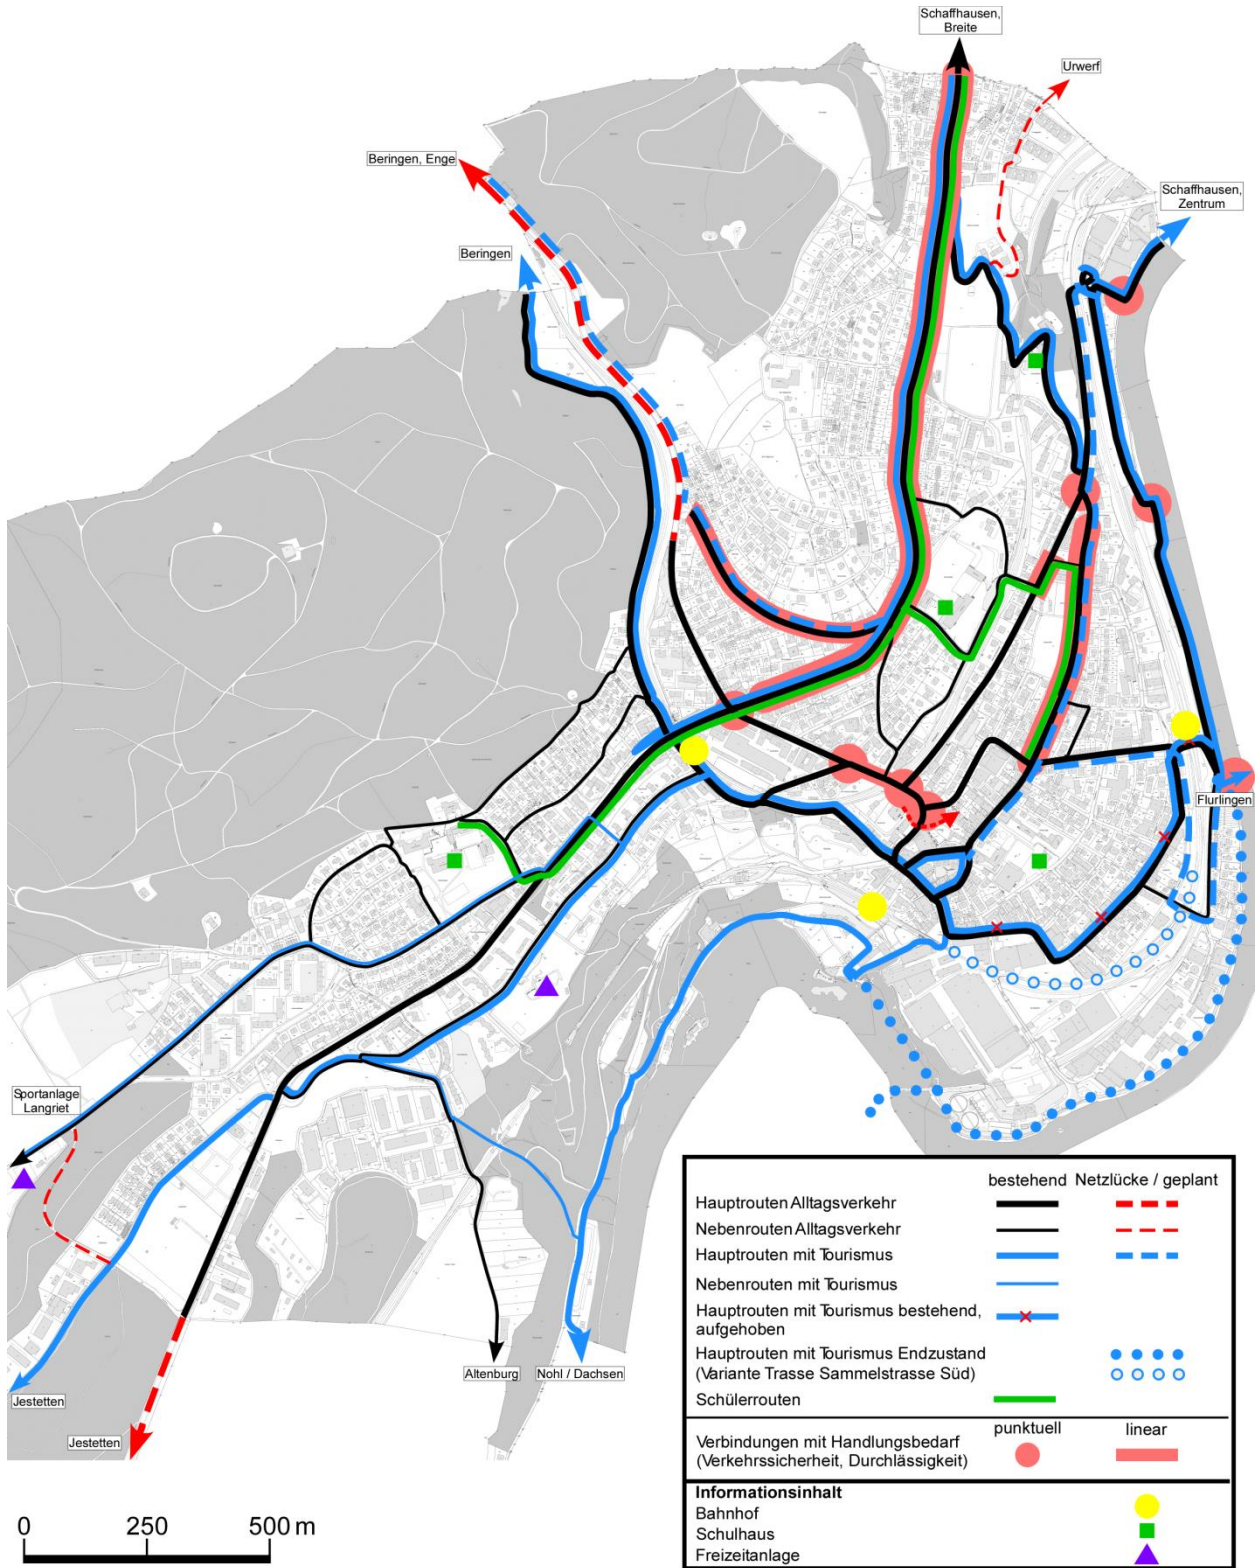 Schaffhausen,
Breite
Urwerf
Beringen, Enge
Schaffhausen,
Zentrum
Beringen
Flurlingen
Sportanlage
Langriet
Jestetten
Jestetten
Altenburg
Nohl / Dachsen
bestehend
Netzlücke / geplant
Hauptrouten Alltagsverkehr
Nebenrouten Alltagsverkehr
Hauptrouten mit Tourismus
Nebenrouten mit Tourismus
Hauptrouten mit Tourismus bestehend,
aufgehoben
Hauptrouten mit Tourismus Endzustand
(Variante Trasse Sammelstrasse Süd)
Schülerrouten
punktuell
linear
Verbindungen mit Handlungsbedarf
(Verkehrssicherheit, Durchlässigkeit)
Informationsinhalt
Bahnhof
Schulhaus
Freizeitanlage
0 250 500 m